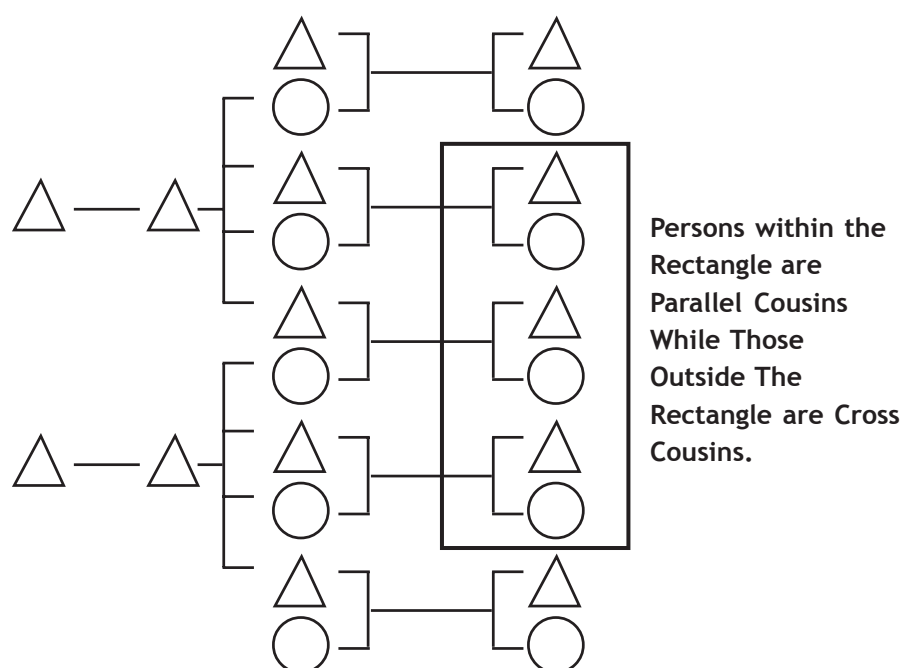 Persons within the
Rectangle are
Parallel Cousins
While Those
Outside The
Rectangle are Cross
Cousins.